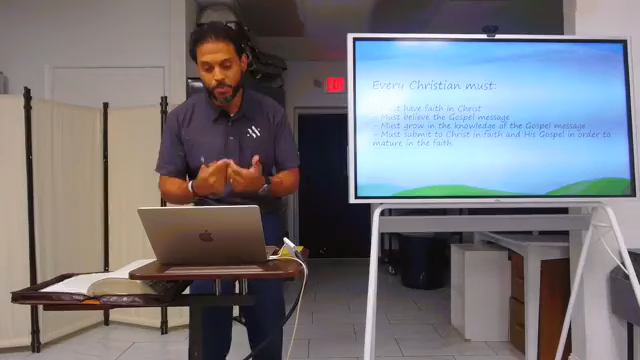 Every Christian must:
- Must have faith in Christ
- Must believe the Gospel message
- Must grow in the knowledge of the Gospel message
- Must submit to Christ in faith and His Gospel in order to
mature in the faith.
EXIT